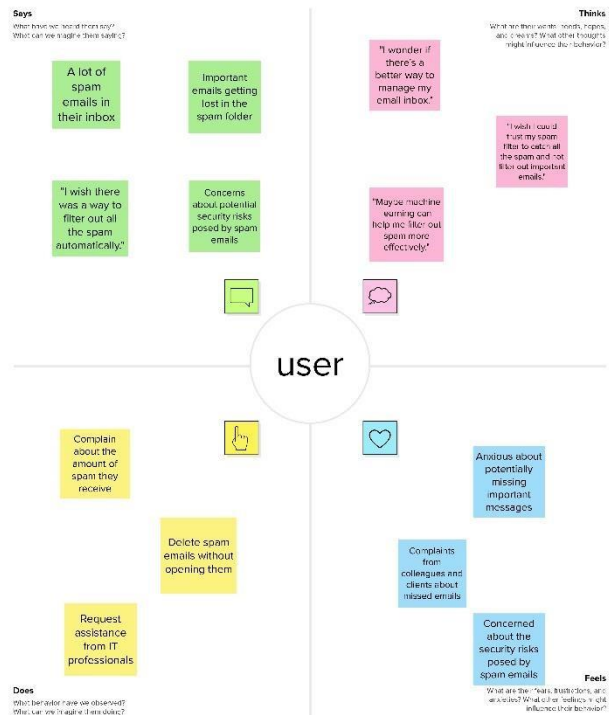 Says
What have we heard them say?
What can we imagine them saying?
A lot of
spam
emails in
their inbox
Important
emails getting
lost in the
spam folder
"I wish there
was a way to
filter out all
the spam
automatically."
Concerns
about potential
security risks
posed by spam
emails
Thinks
What are their wants, needs, hopes,
and dreams? What other thoughts
might influence their behavior?
"I wonder if
there's a
better way to
manage my
email inbox."
"I wish I could
trust my spam
filter to catch all
the spam and not
filter out important
emails."
"Maybe machine
earning can
help me filter out
spam more
effectively."
user
Complain
about the
amount of
spam they
receive
Delete spam
emails without
opening them
Request
assistance
from IT
professionals
Does
What behavior have we observed?
What can we imagine them doing?
Anxious about
potentially
missing
important
messages
Complaints
from
colleagues and
clients about
missed emails
Concerned
about the
security risks
posed by
spam emails
Feels
What are their fears, frustrations, and
anxieties? What other feelings might
influence their behavior?